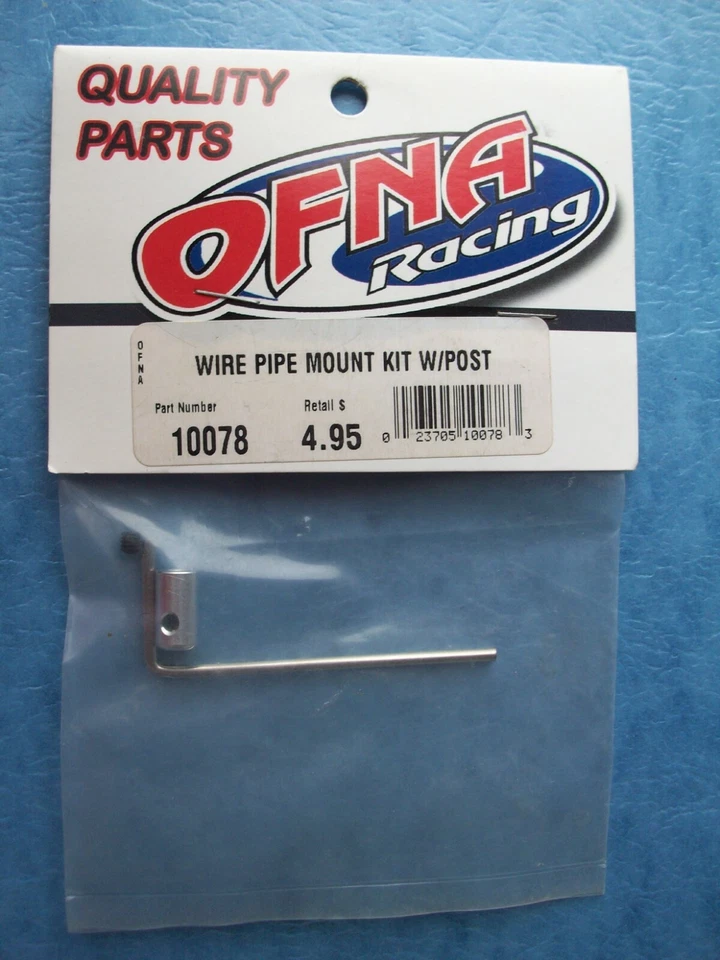 QUALITY
PARTS
OFNA
Racing
OFNA
WIRE PIPE MOUNT KIT W/POST
Part Number
Retail $
10078
4.95
0 23705 10078 3